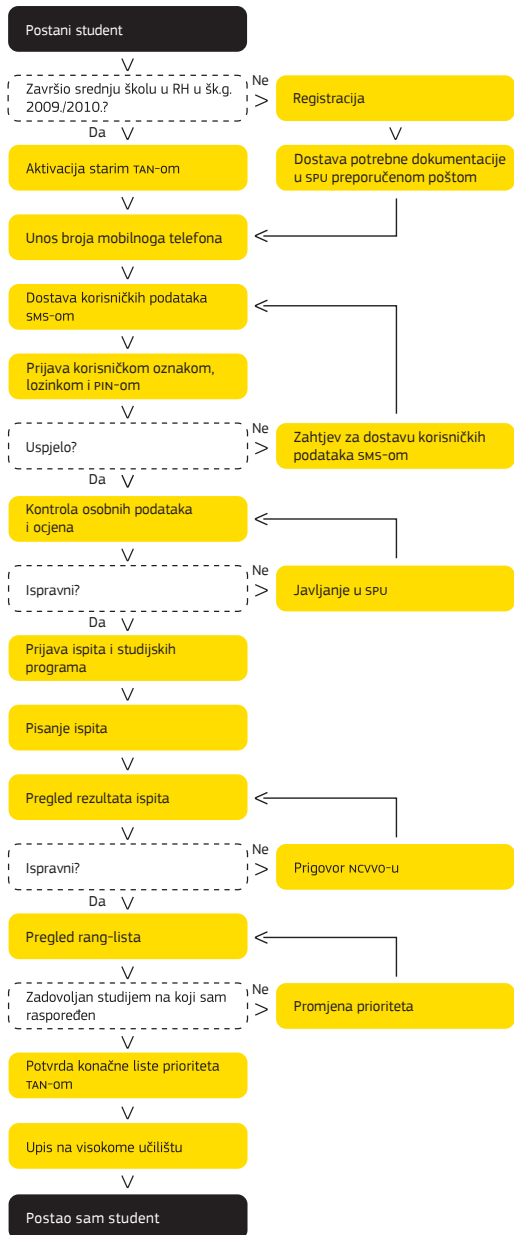 Postani student
Završio srednju školu u RH u šk.g.
2009./2010.?
Ne
Registracija
Da
Aktivacija starim TAN-om
Dostava potrebne dokumentacije
u SPU preporučenom poštom
Unos broja mobilnoga telefona
Dostava korisničkih podataka
SMS-om
Prijava korisničkom oznakom,
lozinkom i PIN-om
Uspjelo?
Ne
Zahtjev za dostavu korisničkih
podataka SMS-om
Da
Kontrola osobnih podataka
i ocjena
Ispravni?
Ne
Javljanje u SPU
Da
Prijava ispita i studijskih
programa
Pisanje ispita
Pregled rezultata ispita
Ispravni?
Ne
Prigovor NCVVO-u
Da
Pregled rang-lista
Zadovoljan studijem na koji sam
raspoređen
Ne
Promjena prioriteta
Potvrda konačne liste prioriteta
TAN-om
Upis na visokome učilištu
Postao sam student